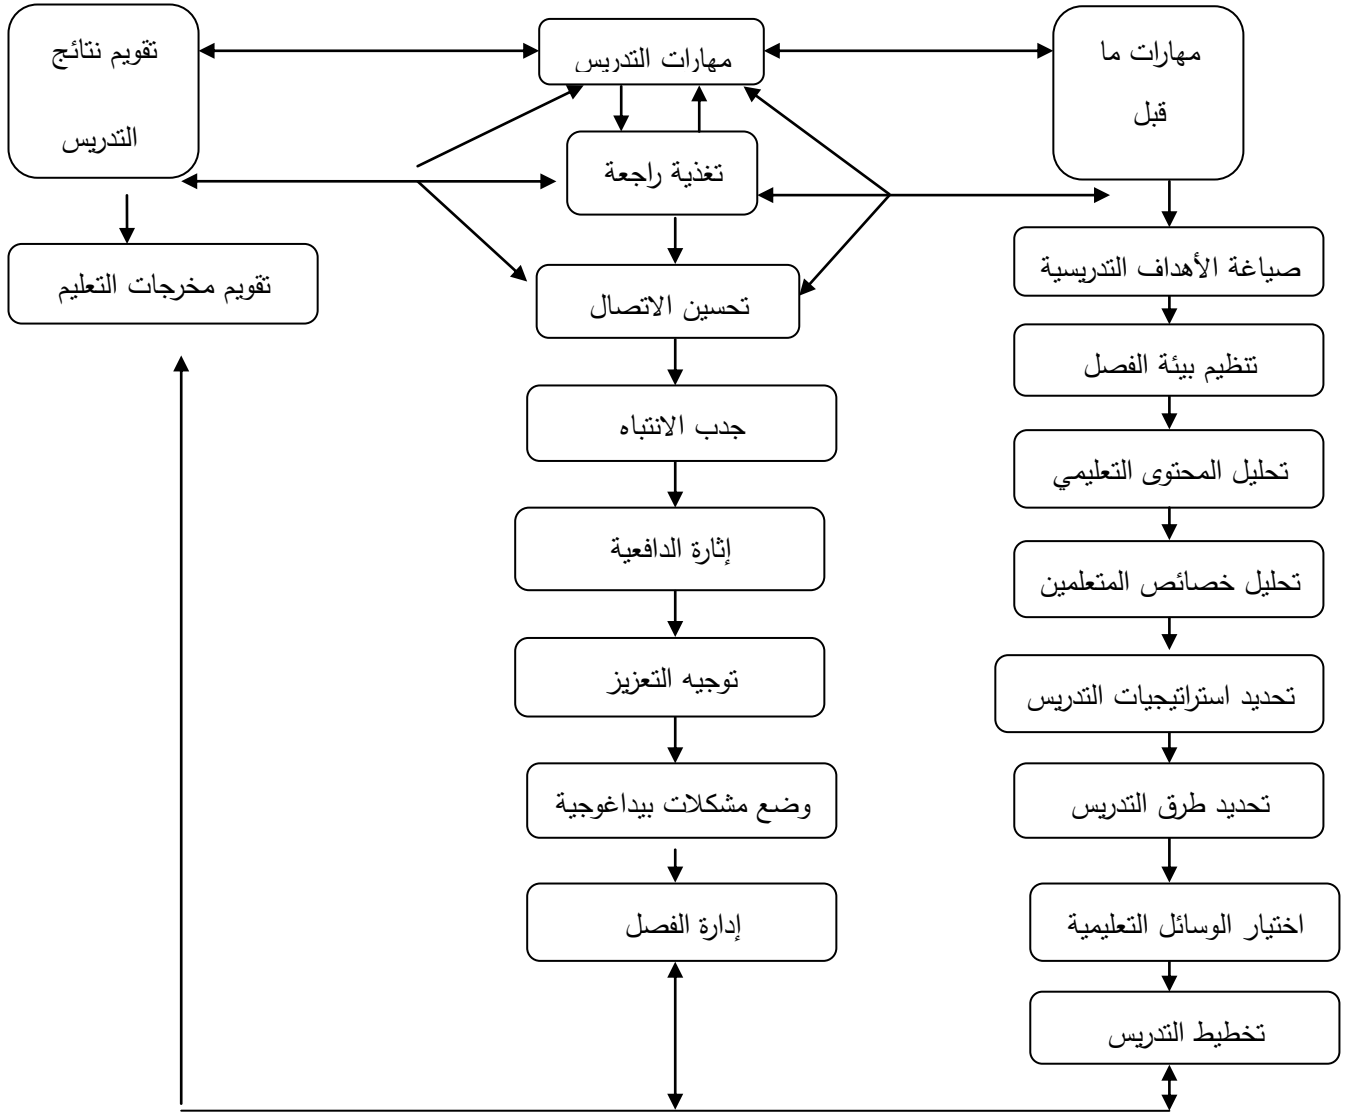 مهارات ما
قبل
مهارات التدريس
تقويم نتائج
التدريس
تغذية راجعة
صياغة الأهداف التدريسية
تنظيم بيئة الفصل
تحليل المحتوى التعليمي
تحليل خصائص المتعلمين
تحديد استراتيجيات التدريس
تحديد طرق التدريس
اختيار الوسائل التعليمية
تخطيط التدريس
تحسين الاتصال
جدب الانتباه
إثارة الدافعية
توجيه التعزيز
وضع مشكلات بيداغوجية
إدارة الفصل
تقويم مخرجات التعليم